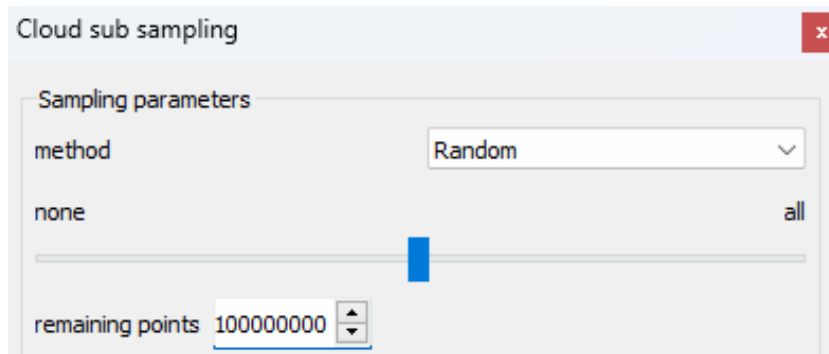 Cloud sub sampling
x
Sampling parameters
method Random
none all
remaining points 100000000